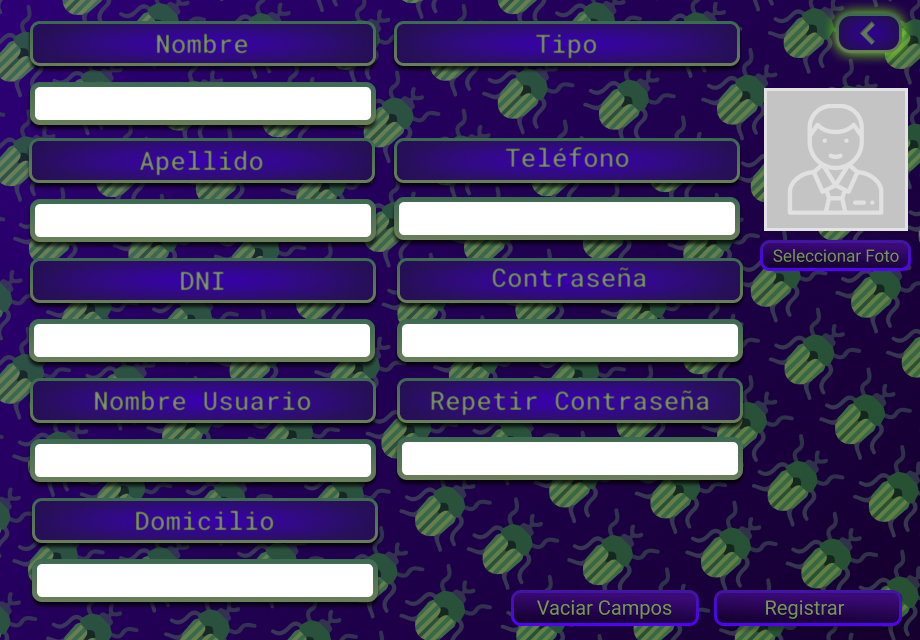 Nombre
Tipo
Apellido
Teléfono
Seleccionar Foto
DNI
Contraseña
Nombre Usuario
Repetir Contraseña
Domicilio
Vaciar Campos
Registrar